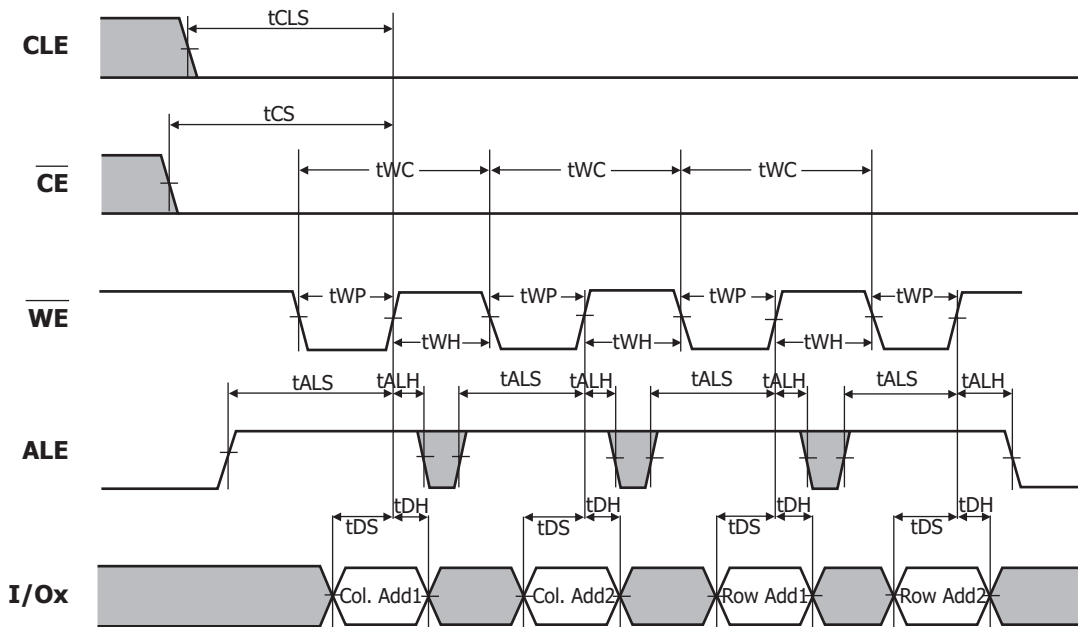 tCLS
CLE
tCS
CE
tWC tWC tWC
WE
tWP tWP tWP tWP
tWH tWH tWH
tALS tALH tALS tALH tALS tALH tALS tALH
ALE
tDS tDH tDS tDH tDS tDH tDS tDH
I/Ox
Col. Add1 Col. Add2 Row Add1 Row Add2